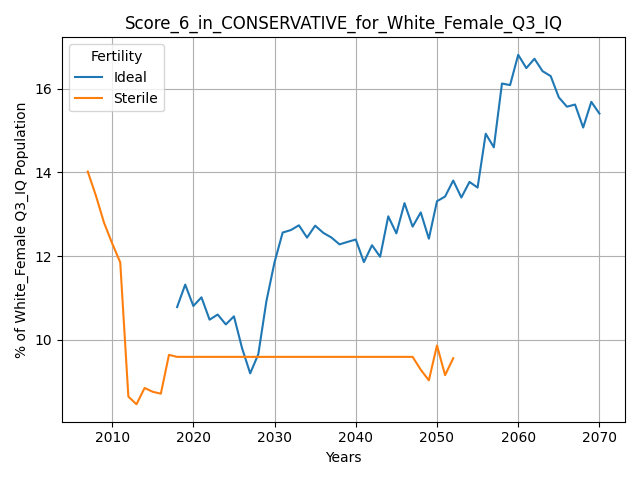 Score_6_in_CONSERVATIVE_for_White_Female_Q3_IQ
Fertility
Ideal
Sterile
% of White_Female Q3_IQ Population
16
14
12
10
2010 2020 2030 2040 2050 2060 2070
Years